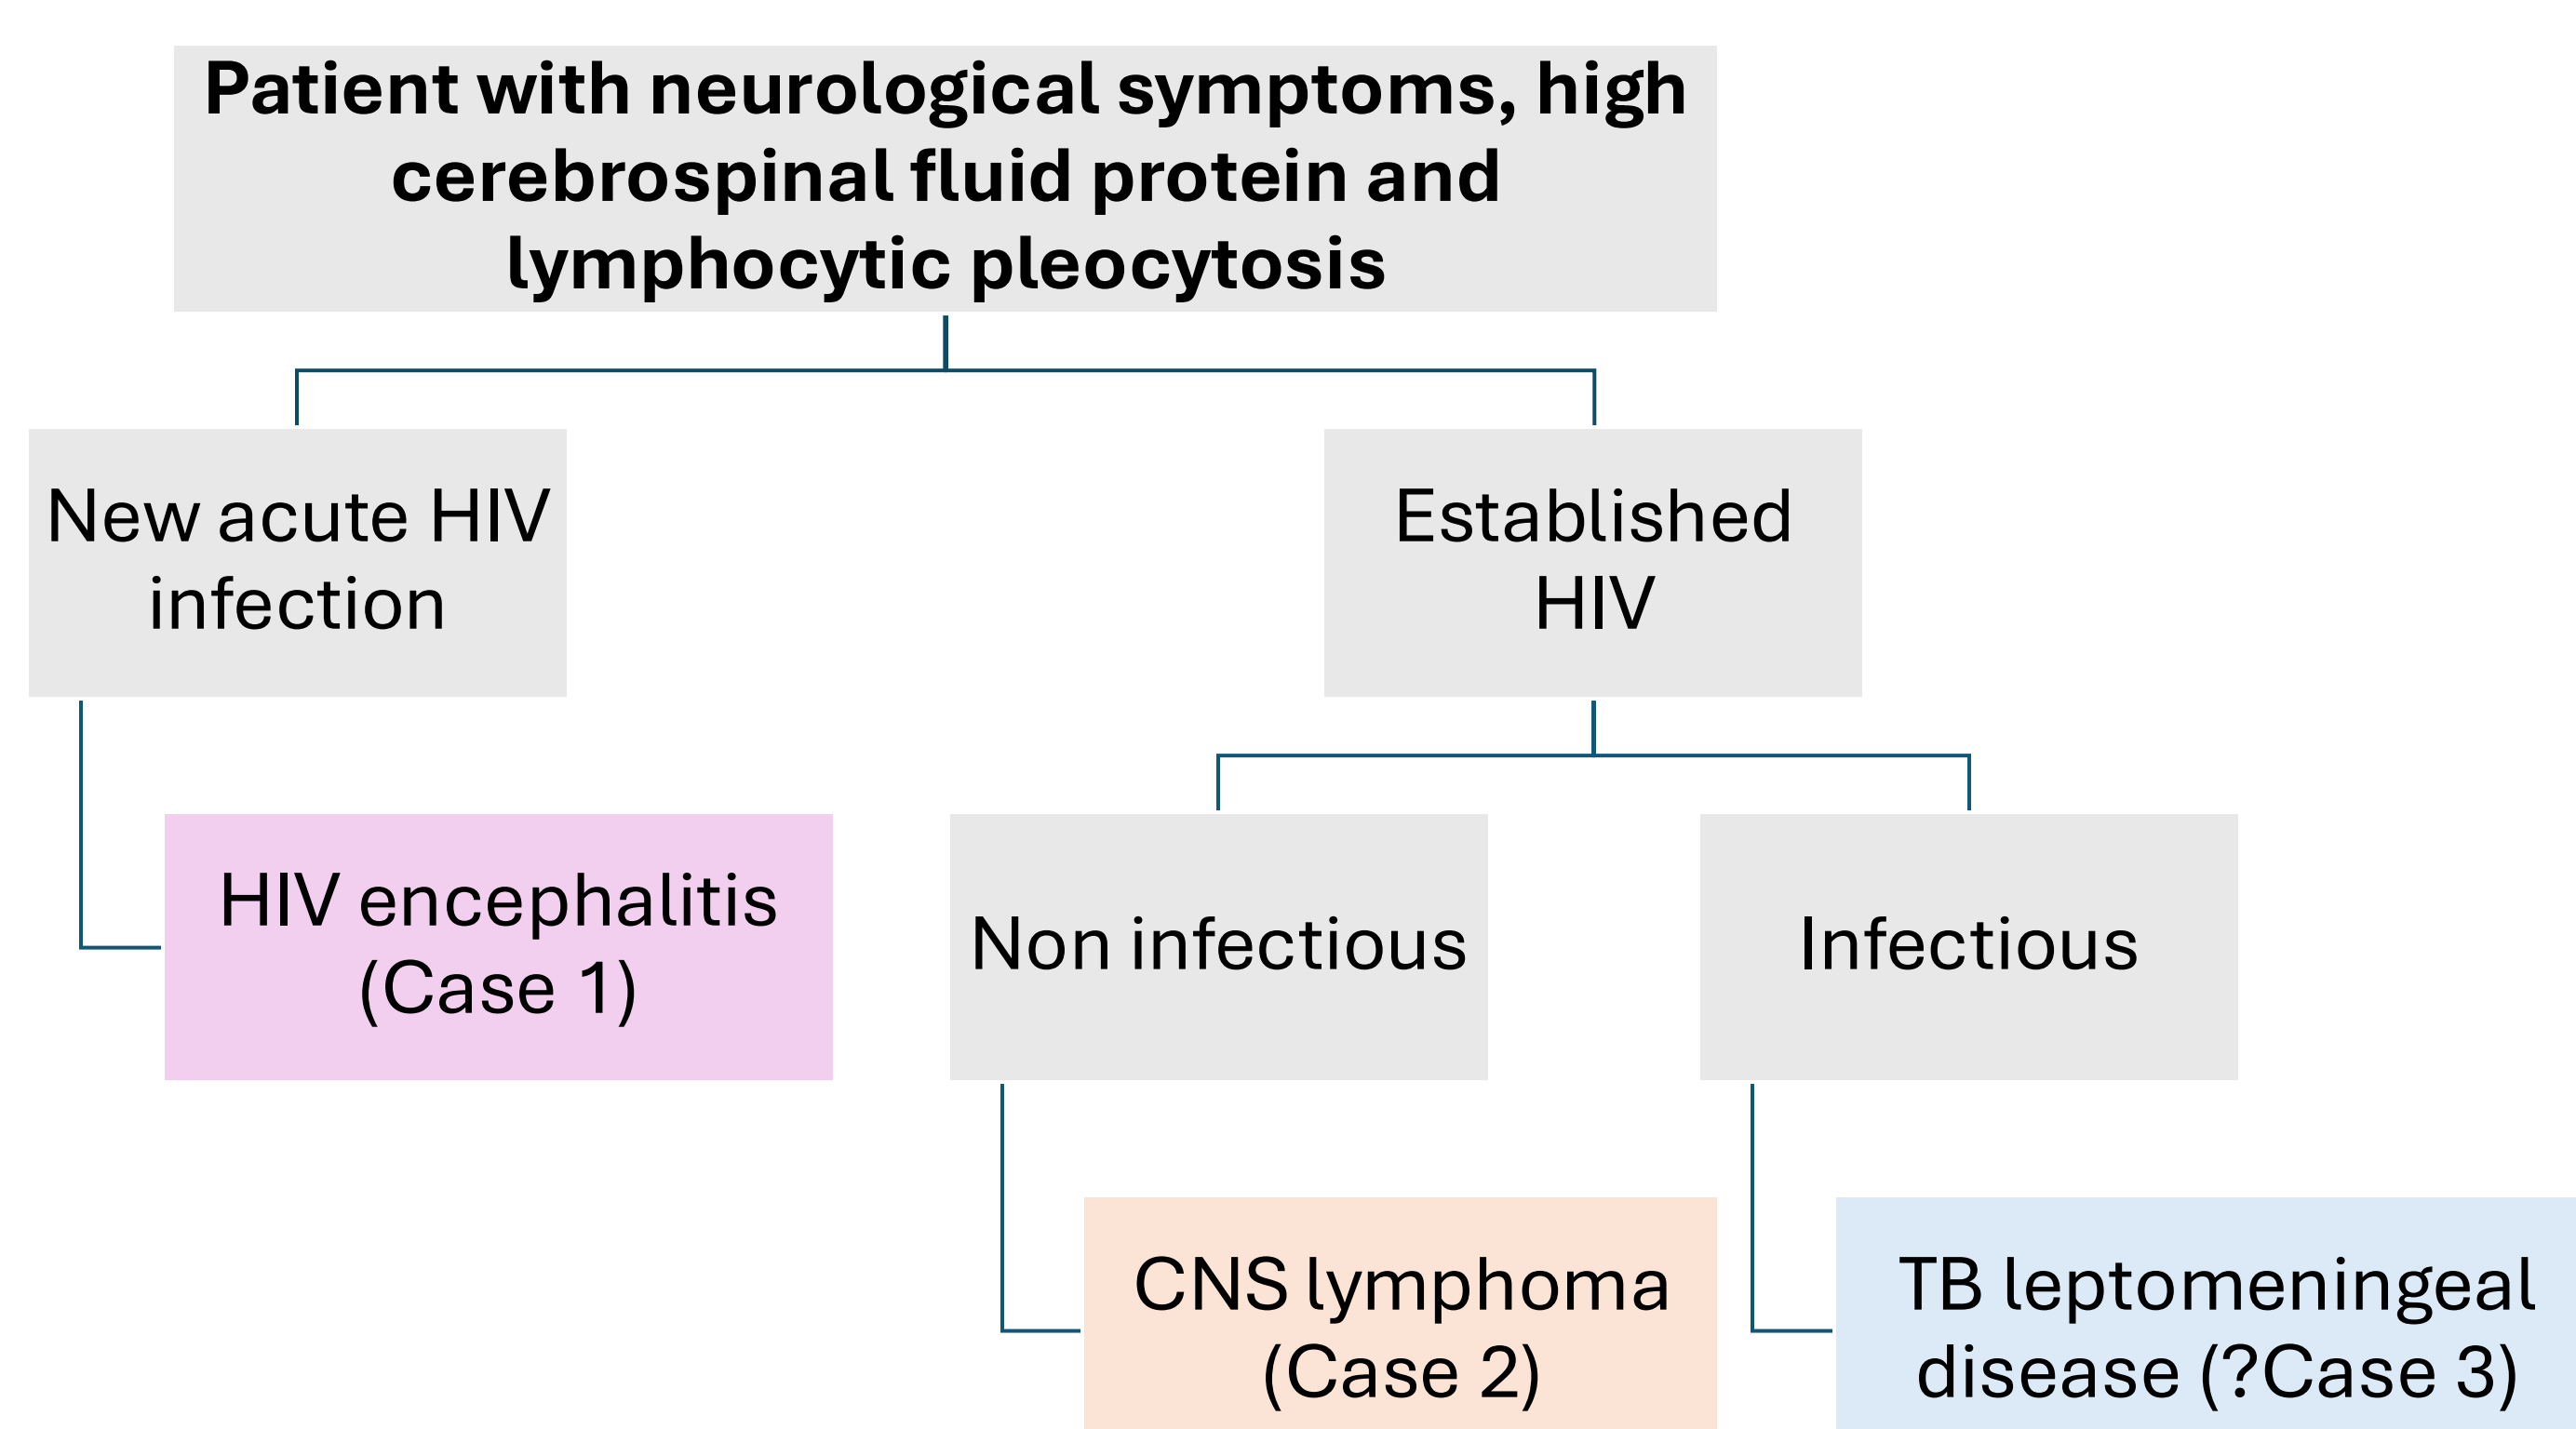 Patient with neurological symptoms, high
cerebrospinal fluid protein and
lymphocytic pleocytosis
New acute HIV
infection
Established
HIV
HIV encephalitis
(Case 1)
Non infectious
Infectious
CNS lymphoma
(Case 2)
TB leptomeningeal
disease (?Case 3)